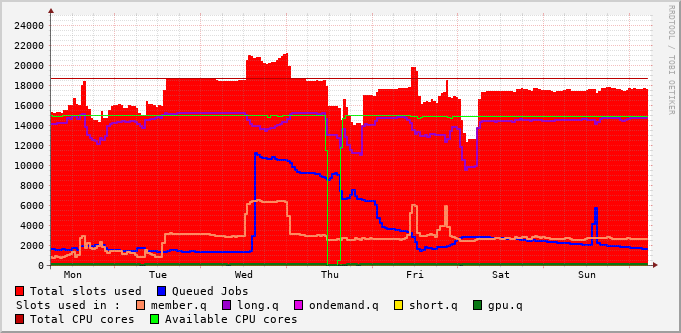 24000
22000
20000
18000
16000
14000
12000
10000
8000
6000
4000
2000
0
Mon Tue Wed Thu Fri Sat Sun
Total slots used Queued Jobs
Slots used in : member.q long.q ondemand.q short.q gpu.q
Total CPU cores Available CPU cores
RRDTOOL / TOBI OETIKER